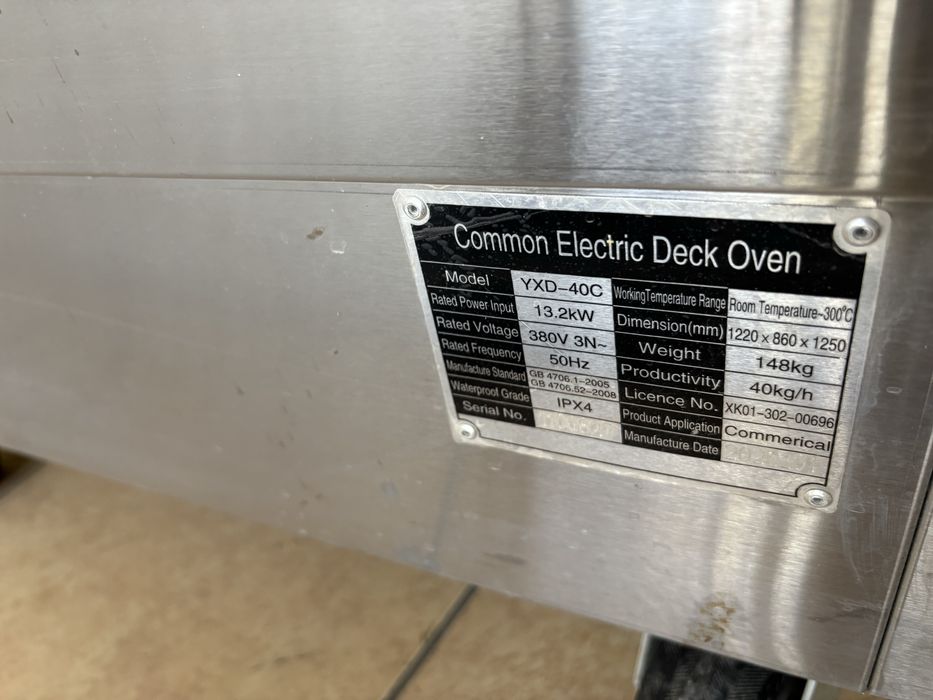 Common Electric Deck Oven
Model YXD-40C WorkingTemperature Range Room Temperature~300°C
Rated Power Input 13.2kW Dimension(mm) 1220 x 860 x 1250
Rated Voltage 380V 3N~ Weight 148kg
Rated Frequency 50Hz Productivity 40kg/h
Manufacture Standard GB 4706.1-2005
GB 4706.52-2008 Licence No. XK01-302-00696
Waterproof Grade IPX4 Product Application Commerical
Serial No. Manufacture Date